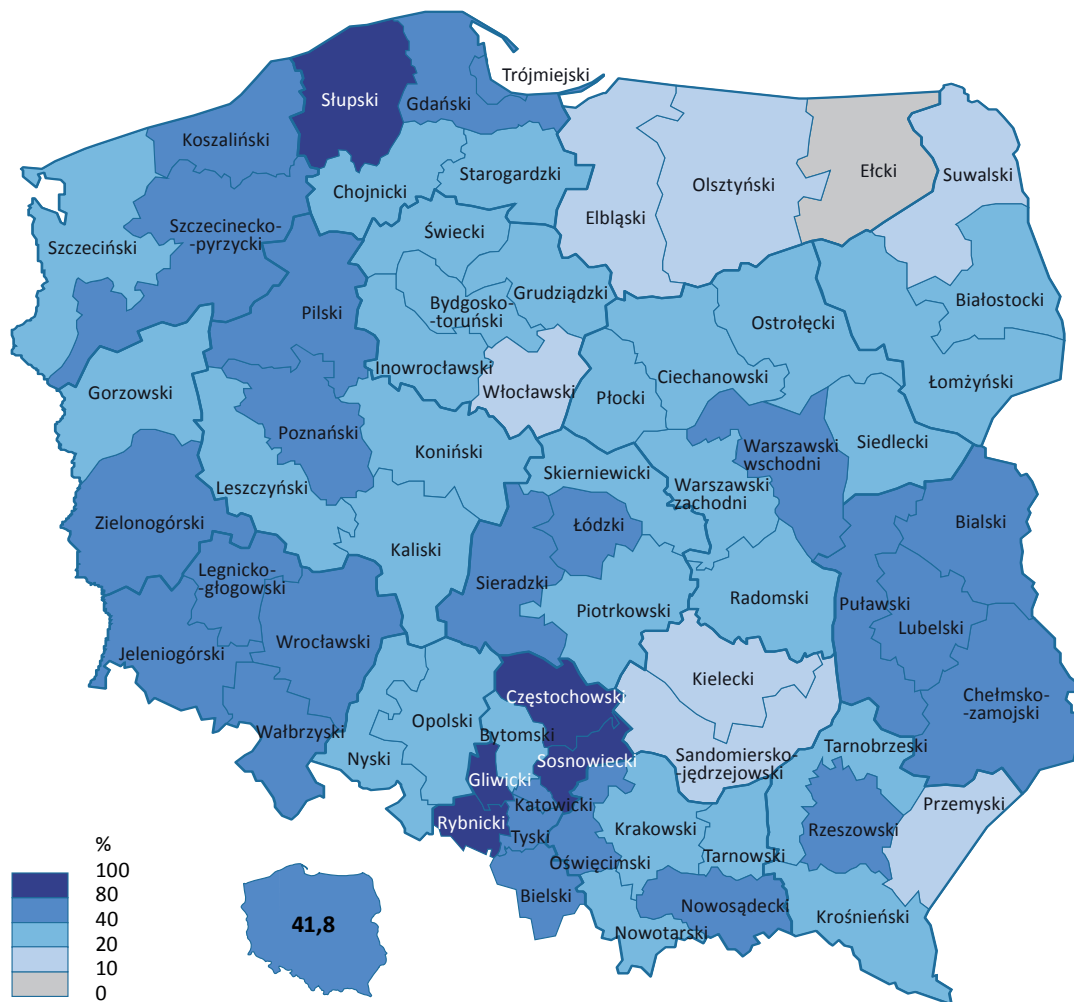 Trójmiejski
Słupski
Gdański
Koszaliński
Ełcki
Suwalski
Starogardzki
Olsztyński
Chojnicki
Elbląski
Szczecinecko-
-pyrzycki
Świecki
Szczeciński
Grudziądzki
Białostocki
Bydgosko-
-toruński
Pilski
Ostrołęcki
Inowrocławski
Ciechanowski
Łomżyński
Gorzowski
Włocławski
Płocki
Poznański
Koniński
Warszawski
wschodni
Siedlecki
Skierniewicki
Leszczyński
Warszawski
zachodni
Zielonogórski
Łódzki
Bialski
Kaliski
Legnicko-
-głogowski
Sieradzki
Radomski
Puławski
Piotrkowski
Lubelski
Wrocławski
Jeleniogórski
Kielecki
Częstochowski
Chełmsko-
-zamojski
Opolski
Wałbrzyski
Bytomski
Tarnobrzeski
Nyski
Sosnowiecki
Sandomiersko-
-jędrzejowski
Gliwicki
Katowicki
Przemyski
Rybnicki
Krakowski
Rzeszowski
Tyski
Oświęcimski
Tarnowski
Bielski
Nowosądecki
Krośnieński
Nowotarski
%
100
80
40
20
10
0
41,8